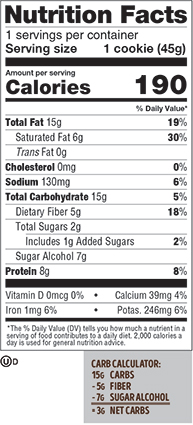 Nutrition Facts
1 servings per container
Serving size 1 cookie (45g)
Amount per serving
Calories 190
% Daily Value*
Total Fat 15g 19%
Saturated Fat 6g 30%
Trans Fat 0g
Cholesterol 0mg 0%
Sodium 130mg 6%
Total Carbohydrate 15g 5%
Dietary Fiber 5g 18%
Total Sugars 2g
Includes 1g Added Sugars 2%
Sugar Alcohol 7g
Protein 8g 8%
Vitamin D 0mcg 0% • Calcium 39mg 4%
Iron 1mg 6% • Potas. 246mg 6%
*The % Daily Value (DV) tells you how much a nutrient in a
serving of food contributes to a daily diet. 2,000 calories a
day is used for general nutrition advice.
U D
CARB CALCULATOR:
15g CARBS
- 5g FIBER
- 7g SUGAR ALCOHOL
= 3g NET CARBS